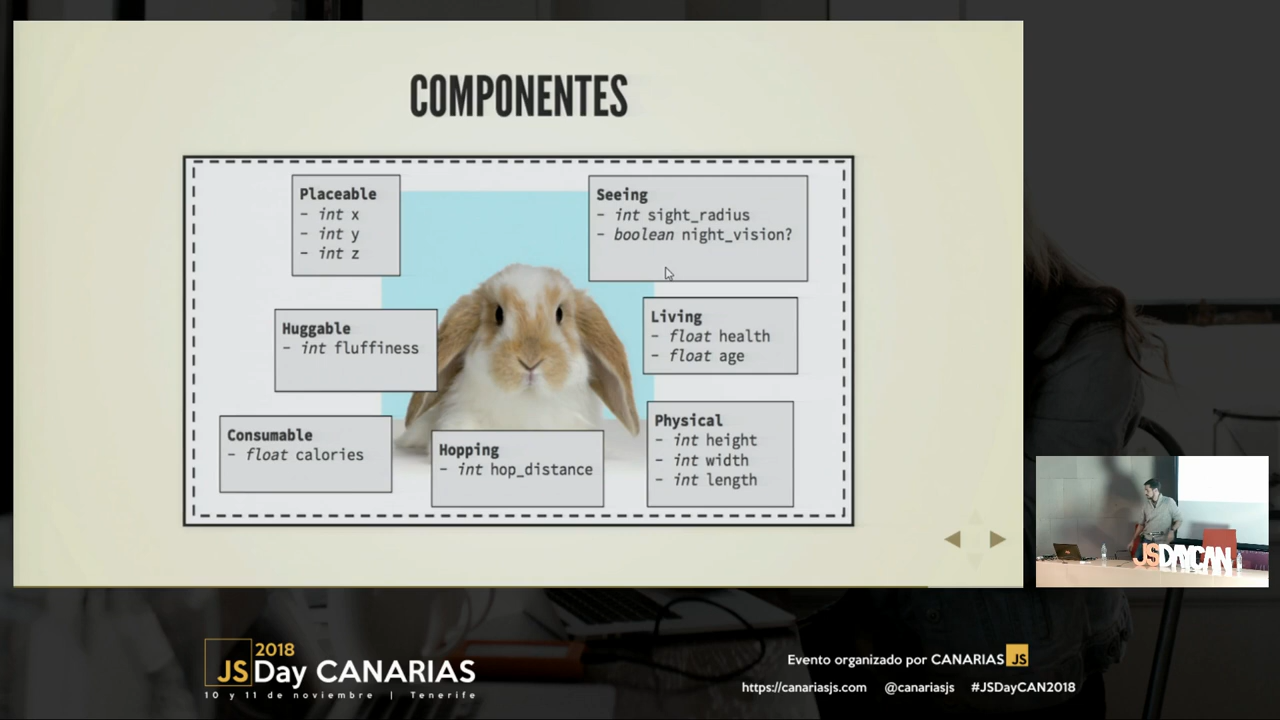 COMPONENTES
Placeable
- int x
- int y
- int z
Seeing
- int sight_radius
- boolean night_vision?
Huggable
- int fluffiness
Living
- float health
- float age
Consumable
- float calories
Hopping
- int hop_distance
Physical
- int height
- int width
- int length
JSDAYCAN
2018
JSDay CANARIAS
10 y 11 de noviembre | Tenerife
Evento organizado por CANARIAS JS
https://canariasjs.com @canariasjs #JSDayCAN2018